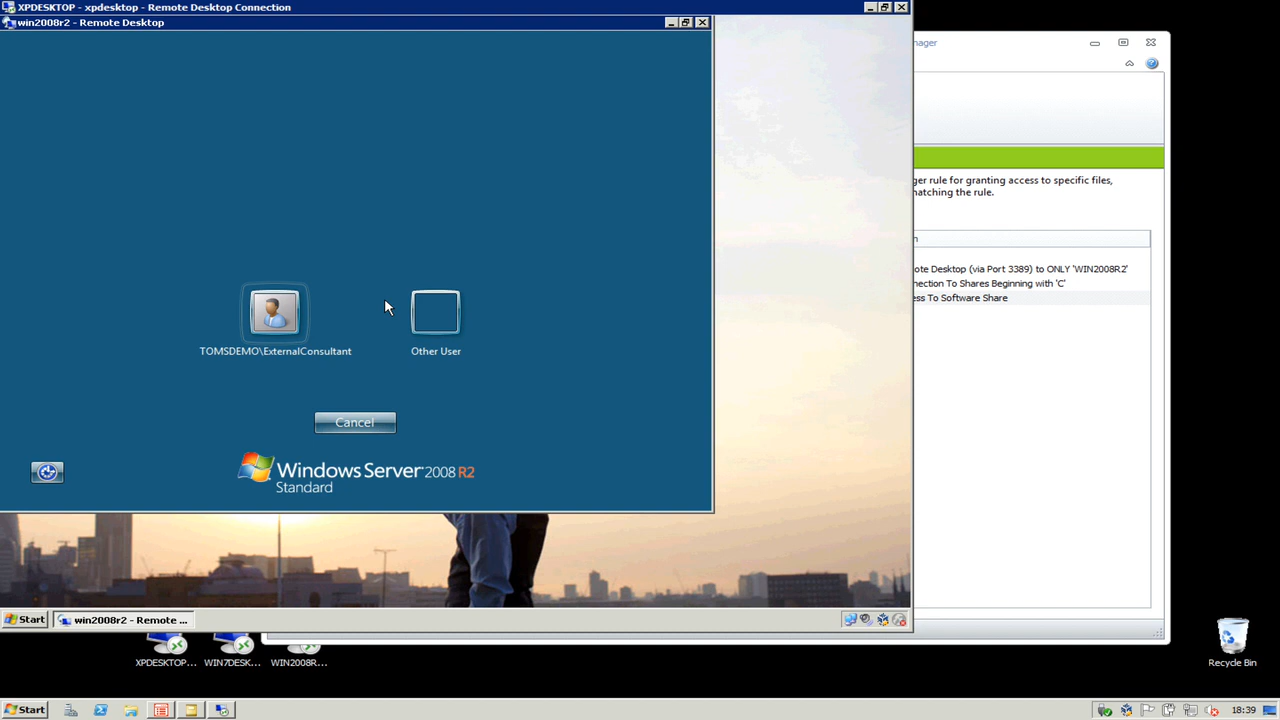 XPDESKTOP - xpdesktop - Remote Desktop Connection
win2008r2 - Remote Desktop
TOMSDEMO\ExternalConsultant
Other User
Cancel
Windows Server 2008 R2
Standard
Start
win2008r2 - Remote ...
ager
ger rule for granting access to specific files,
matching the rule.
n
ote Desktop (via Port 3389) to ONLY 'WIN2008R2'
nection To Shares Beginning with 'C'
ess To Software Share
XPDESKTOP...
WIN7DESK...
WIN2008R...
Recycle Bin
Start
18:39